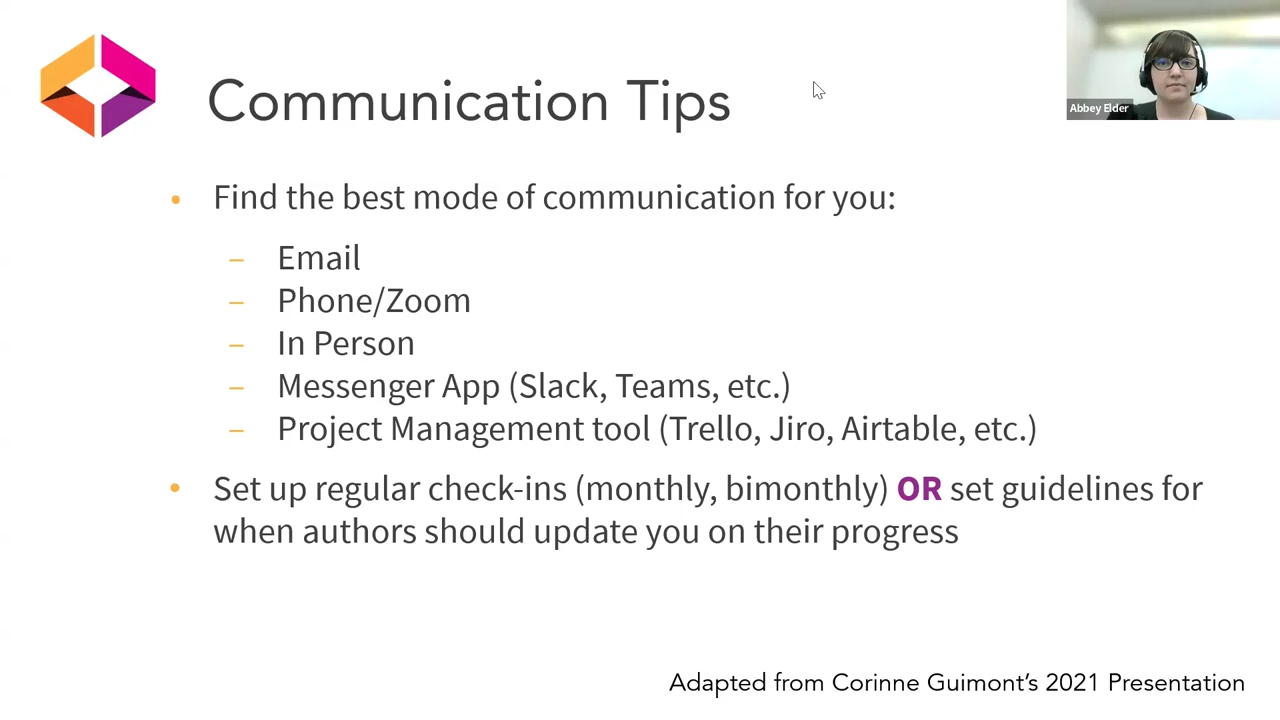 Communication Tips
Abbey Elder
• Find the best mode of communication for you:
– Email
– Phone/Zoom
– In Person
– Messenger App (Slack, Teams, etc.)
– Project Management tool (Trello, Jiro, Airtable, etc.)
• Set up regular check-ins (monthly, bimonthly) OR set guidelines for
when authors should update you on their progress
Adapted from Corinne Guimont’s 2021 Presentation